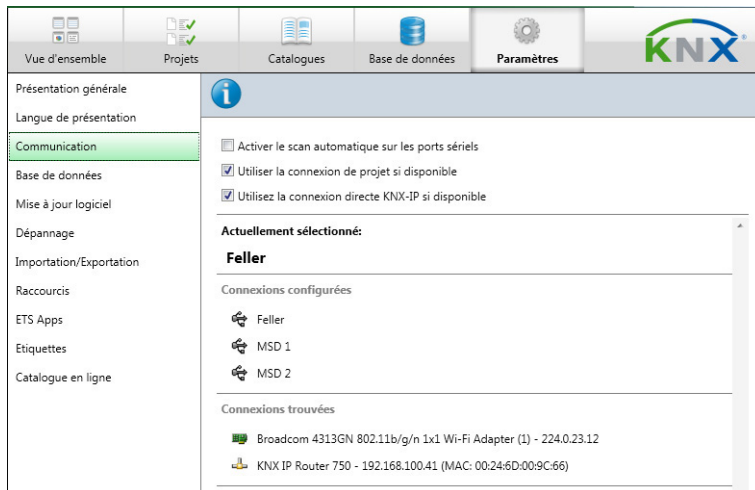 Vue d'ensemble
Projets
Catalogues
Base de données
Paramètres
KNX
Présentation générale
Langue de présentation
Communication
Base de données
Mise à jour logiciel
Dépannage
Importation/Exportation
Raccourcis
ETS Apps
Etiquettes
Catalogue en ligne
Activer le scan automatique sur les ports sériels
Utiliser la connexion de projet si disponible
Utilisez la connexion directe KNX-IP si disponible
Actuellement sélectionné:
Feller
Connexions configurées
Feller
MSD 1
MSD 2
Connexions trouvées
Broadcom 4313GN 802.11b/g/n 1x1 Wi-Fi Adapter (1) - 224.0.23.12
KNX IP Router 750 - 192.168.100.41 (MAC: 00:24:6D:00:9C:66)